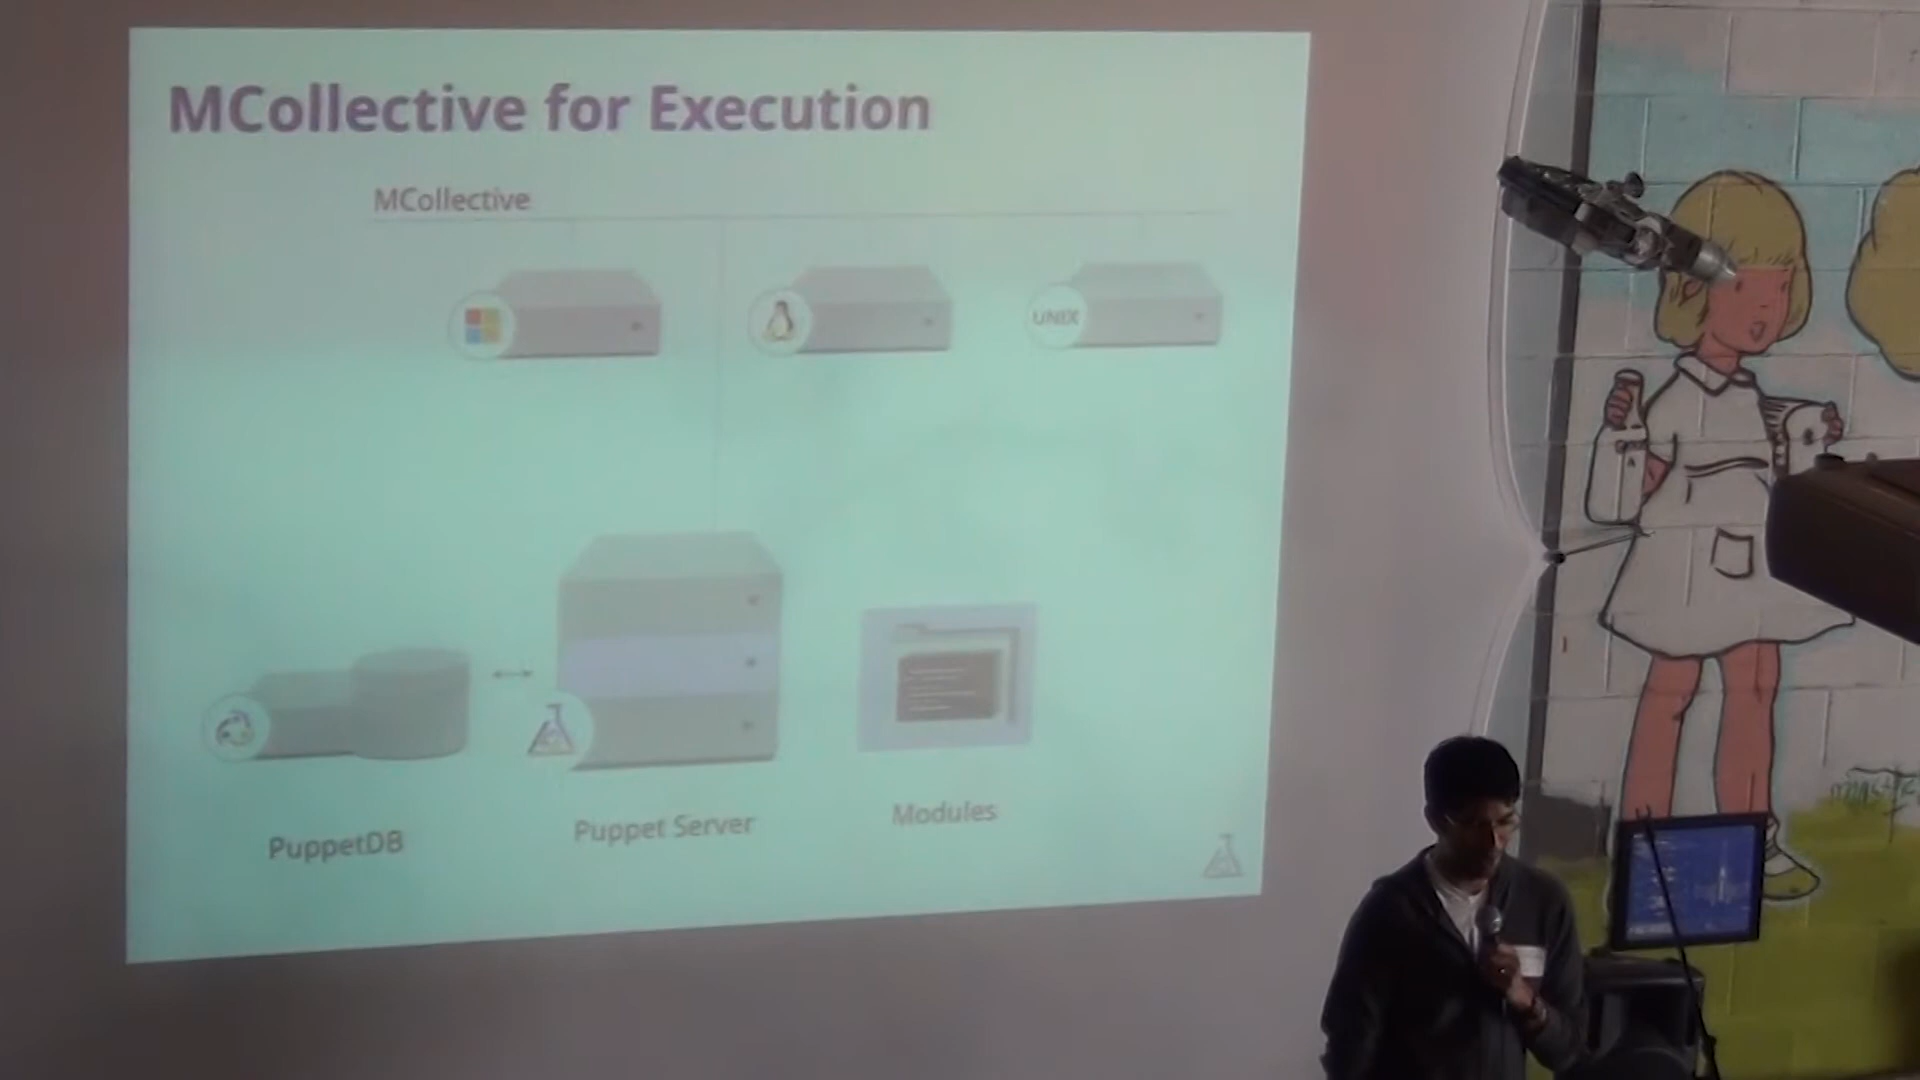 MCollective for Execution
MCollective
UNIX
PuppetDB
Puppet Server
Modules